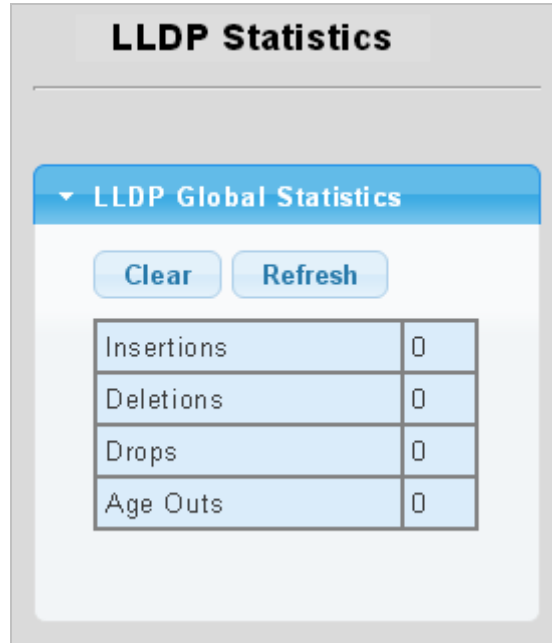 LLDP Statistics
LLDP Global Statistics
Clear Refresh
Insertions 0
Deletions 0
Drops 0
Age Outs 0